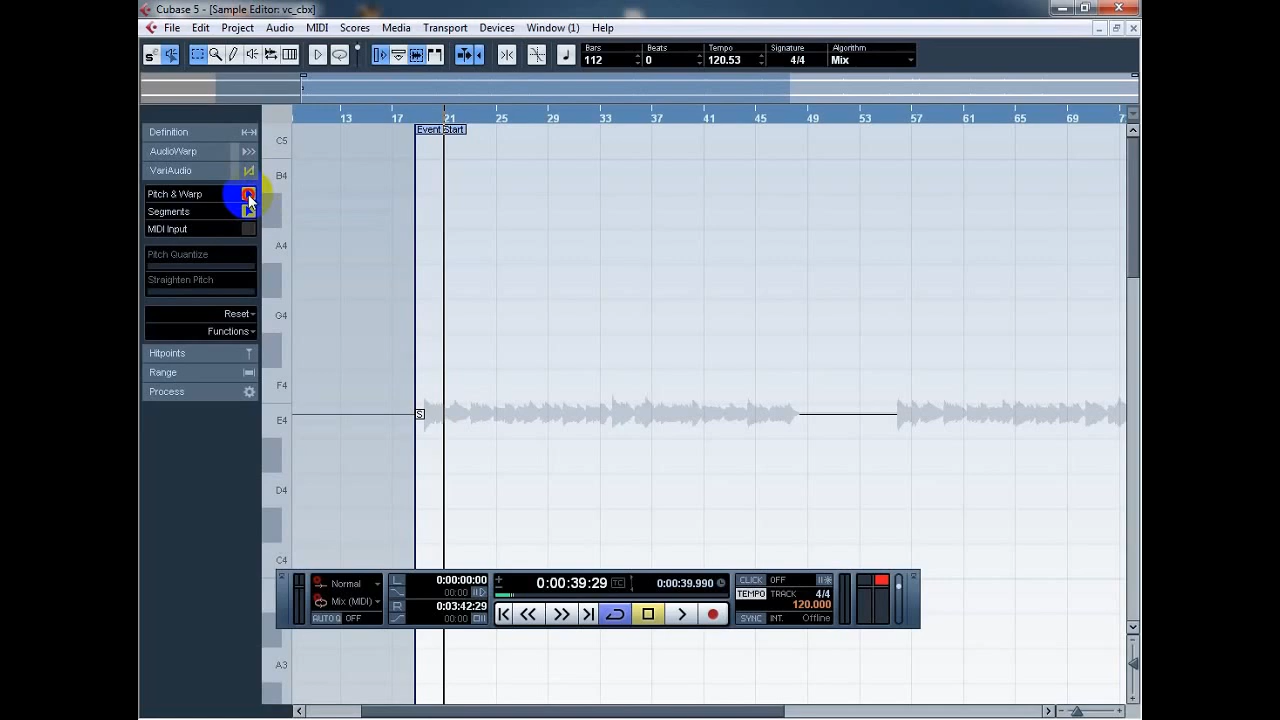 Cubase 5 - [Sample Editor: vc_cbx]
File Edit Project Audio MIDI Scores Media Transport Devices Window (1) Help
Bars Beats Tempo Signature Algorithm
112 0 120.53 4/4 Mix
13 17 21 25 29 33 37 41 45 49 53 57 61 65 69
Event Start
Definition
AudioWarp
VariAudio
Pitch & Warp
Segments
MIDI Input
Pitch Quantize
Straighten Pitch
Reset
Functions
Hitpoints
Range
Process
C5
B4
A4
G4
F4
E4
D4
C4
A3
S
Normal L 0:00:00:00 0:00:39:29 TC 0:00:39.990 CLICK OFF
00:00
Mix (MIDI) R 0:03:42:29 TEMPO TRACK 4/4
120.000
AUTO Q OFF 00:00 SYNC INT. Offline